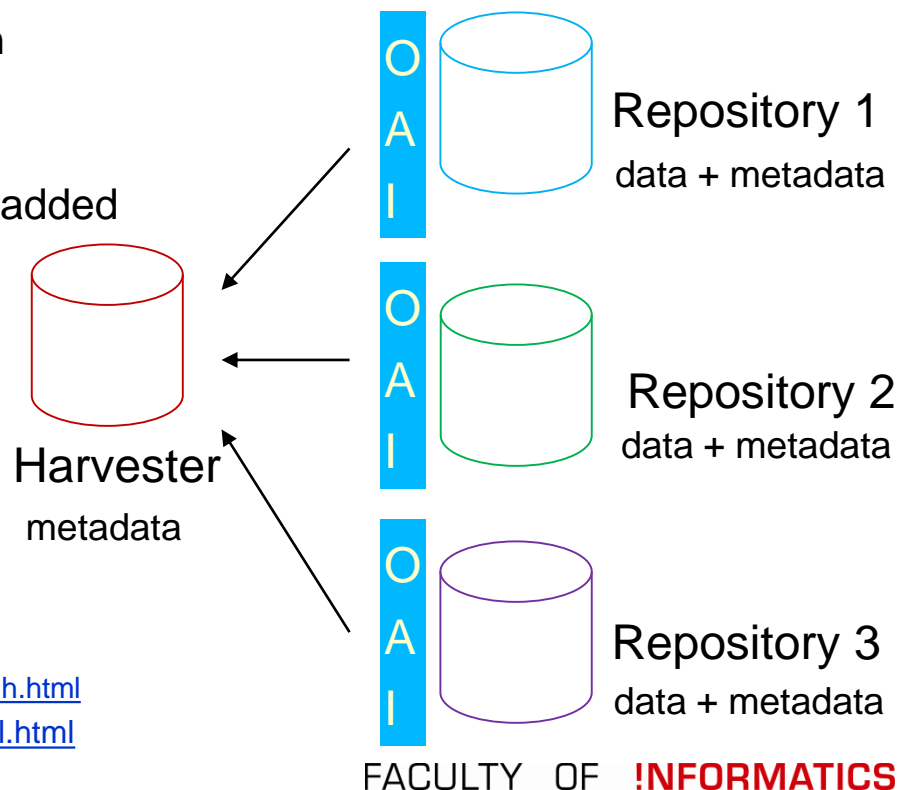 O
A
I
Repository 1
data + metadata
added
O
A
I
Repository 2
data + metadata
Harvester
metadata
O
A
I
Repository 3
data + metadata
h.html
l.html
FACULTY OF !NFORMATICS